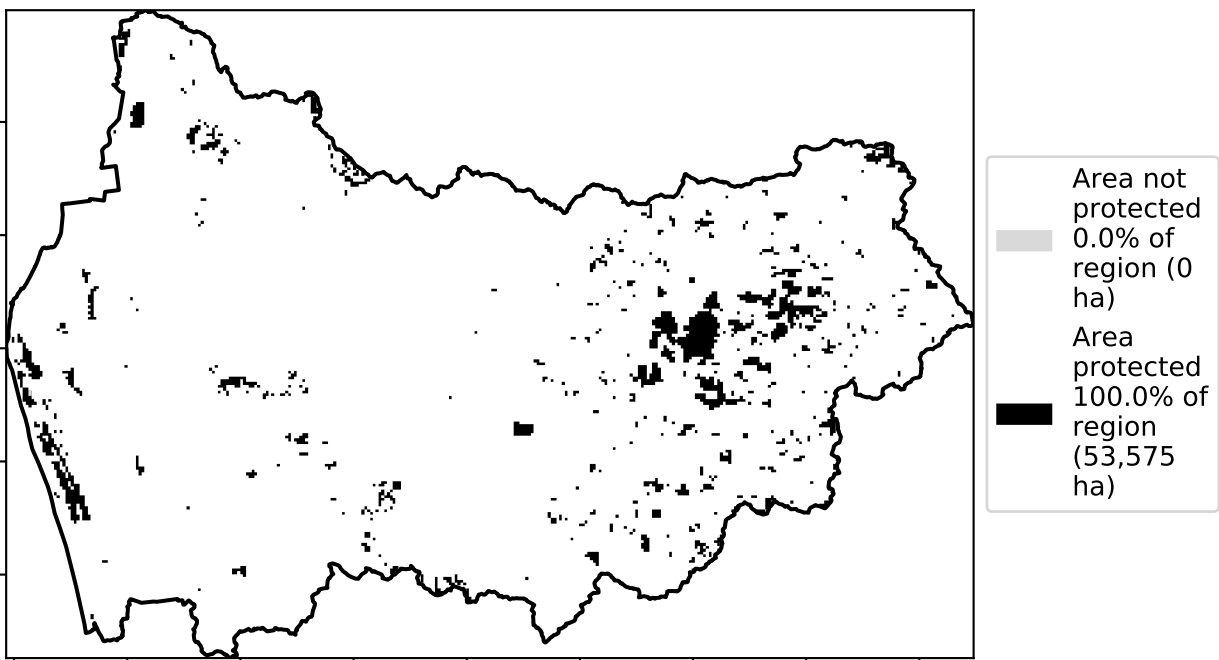 Area not
protected
0.0% of
region (0
ha)
Area
protected
100.0% of
region
(53,575
ha)